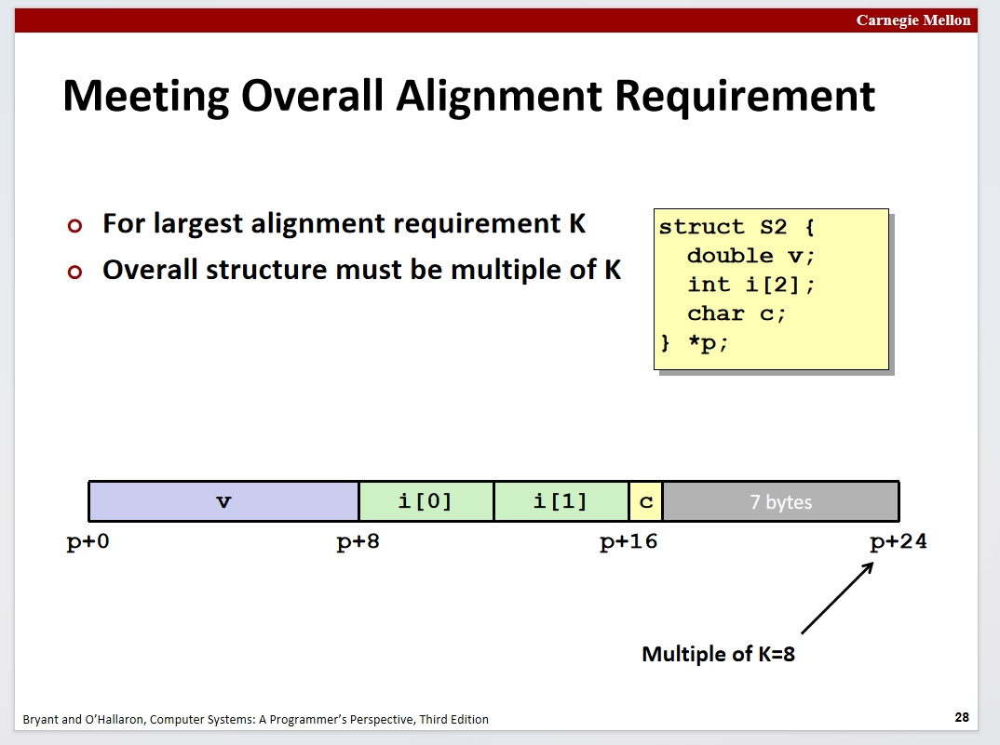 Carnegie Mellon
Meeting Overall Alignment Requirement
For largest alignment requirement K
Overall structure must be multiple of K
struct S2 {
  double v;
  int i[2];
  char c;
} *p;
v i[0] i[1] c 7 bytes
p+0 p+8 p+16 p+24
Multiple of K=8
Bryant and O’Hallaron, Computer Systems: A Programmer’s Perspective, Third Edition
28